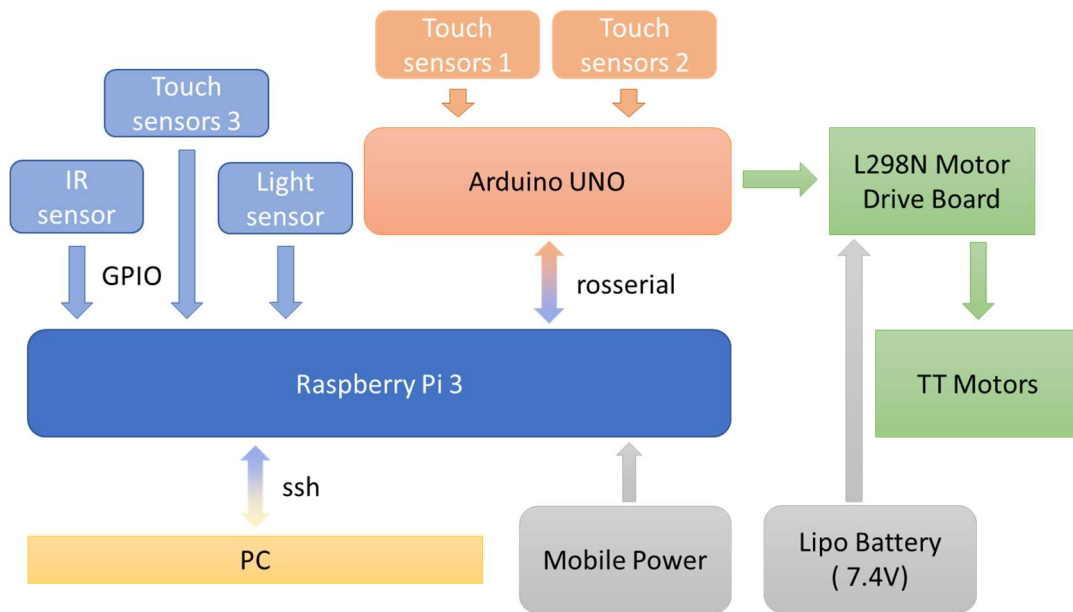 Touch
sensors 1
Touch
sensors 2
Touch
sensors 3
IR
sensor
Light
sensor
Arduino UNO
L298N Motor
Drive Board
GPIO
rosserial
Raspberry Pi 3
TT Motors
ssh
PC
Mobile Power
Lipo Battery
( 7.4V)